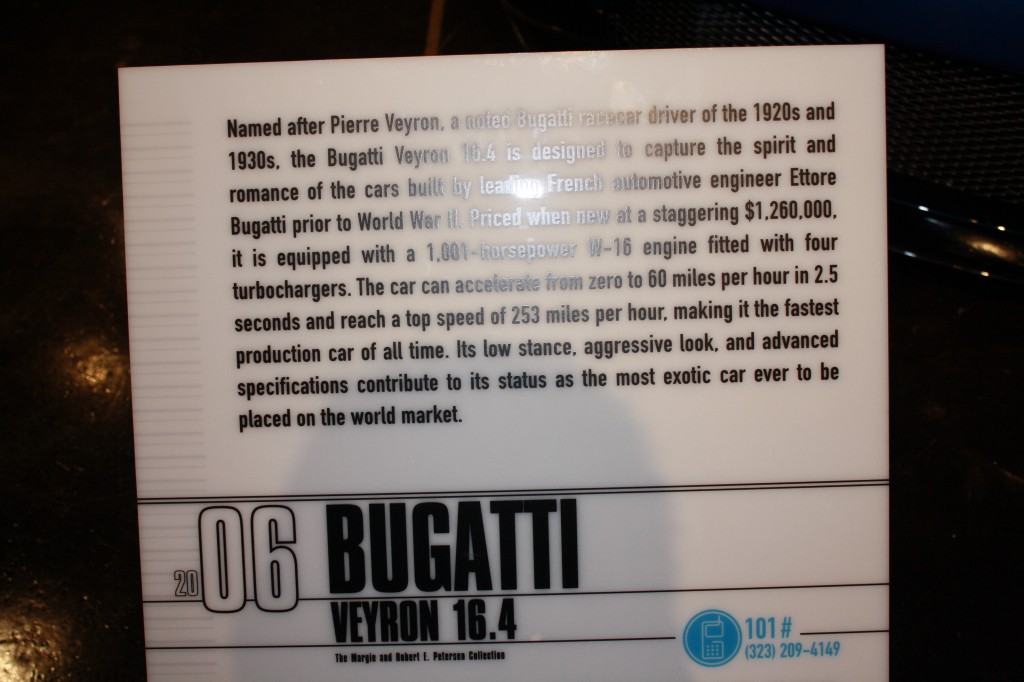 Named after Pierre Veyron, a noted Bugatti racecar driver of the 1920s and
1930s, the Bugatti Veyron 16.4 is designed to capture the spirit and
romance of the cars built by leading French automotive engineer Ettore
Bugatti prior to World War II. Priced when new at a staggering $1,260,000,
it is equipped with a 1,001-horsepower W-16 engine fitted with four
turbochargers. The car can accelerate from zero to 60 miles per hour in 2.5
seconds and reach a top speed of 253 miles per hour, making it the fastest
production car of all time. Its low stance, aggressive look, and advanced
specifications contribute to its status as the most exotic car ever to be
placed on the world market.
2006 BUGATTI
VEYRON 16.4
The Margie and Robert E. Petersen Collection
101#
(323) 209-4149